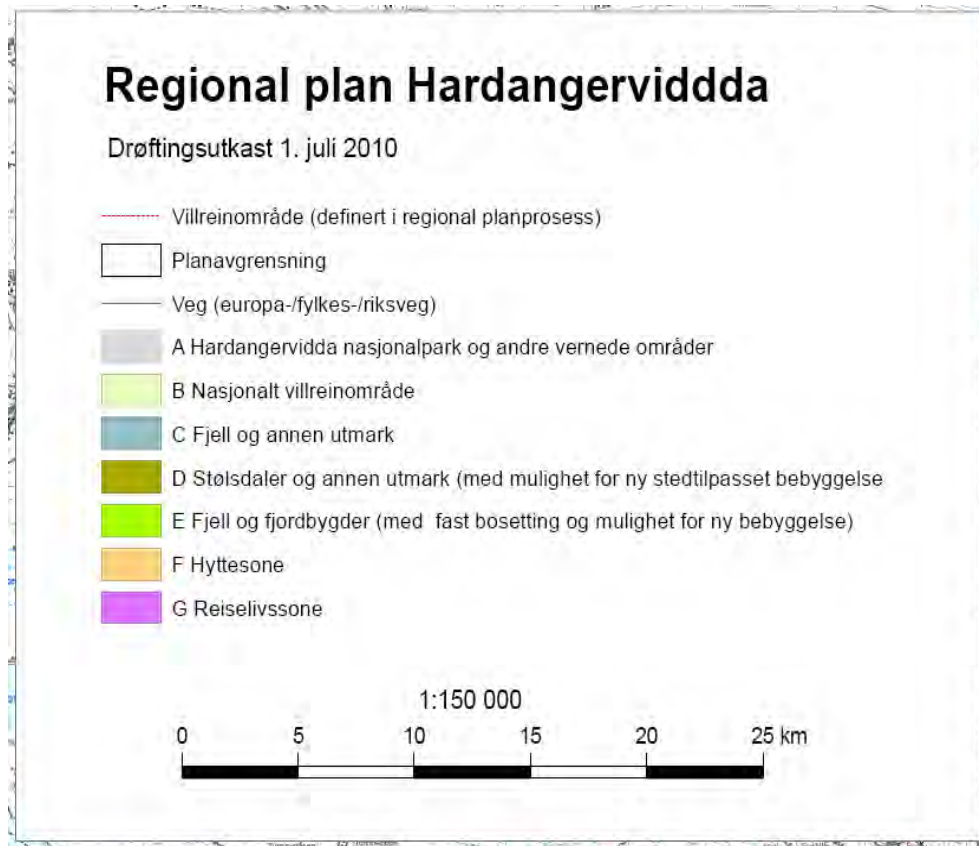 Regional plan Hardangerviddda
Drøftingsutkast 1. juli 2010
Villreinområde (definert i regional planprosess)
Planavgrensning
Veg (europa-/fylkes-/riksveg)
A Hardangervidda nasjonalpark og andre vernede områder
B Nasjonalt villreinområde
C Fjell og annen utmark
D Stølsdaler og annen utmark (med mulighet for ny stedtilpasset bebyggelse
E Fjell og fjordbygder (med fast bosetting og mulighet for ny bebyggelse)
F Hyttesone
G Reiselivssone
1:150 000
0 5 10 15 20 25 km